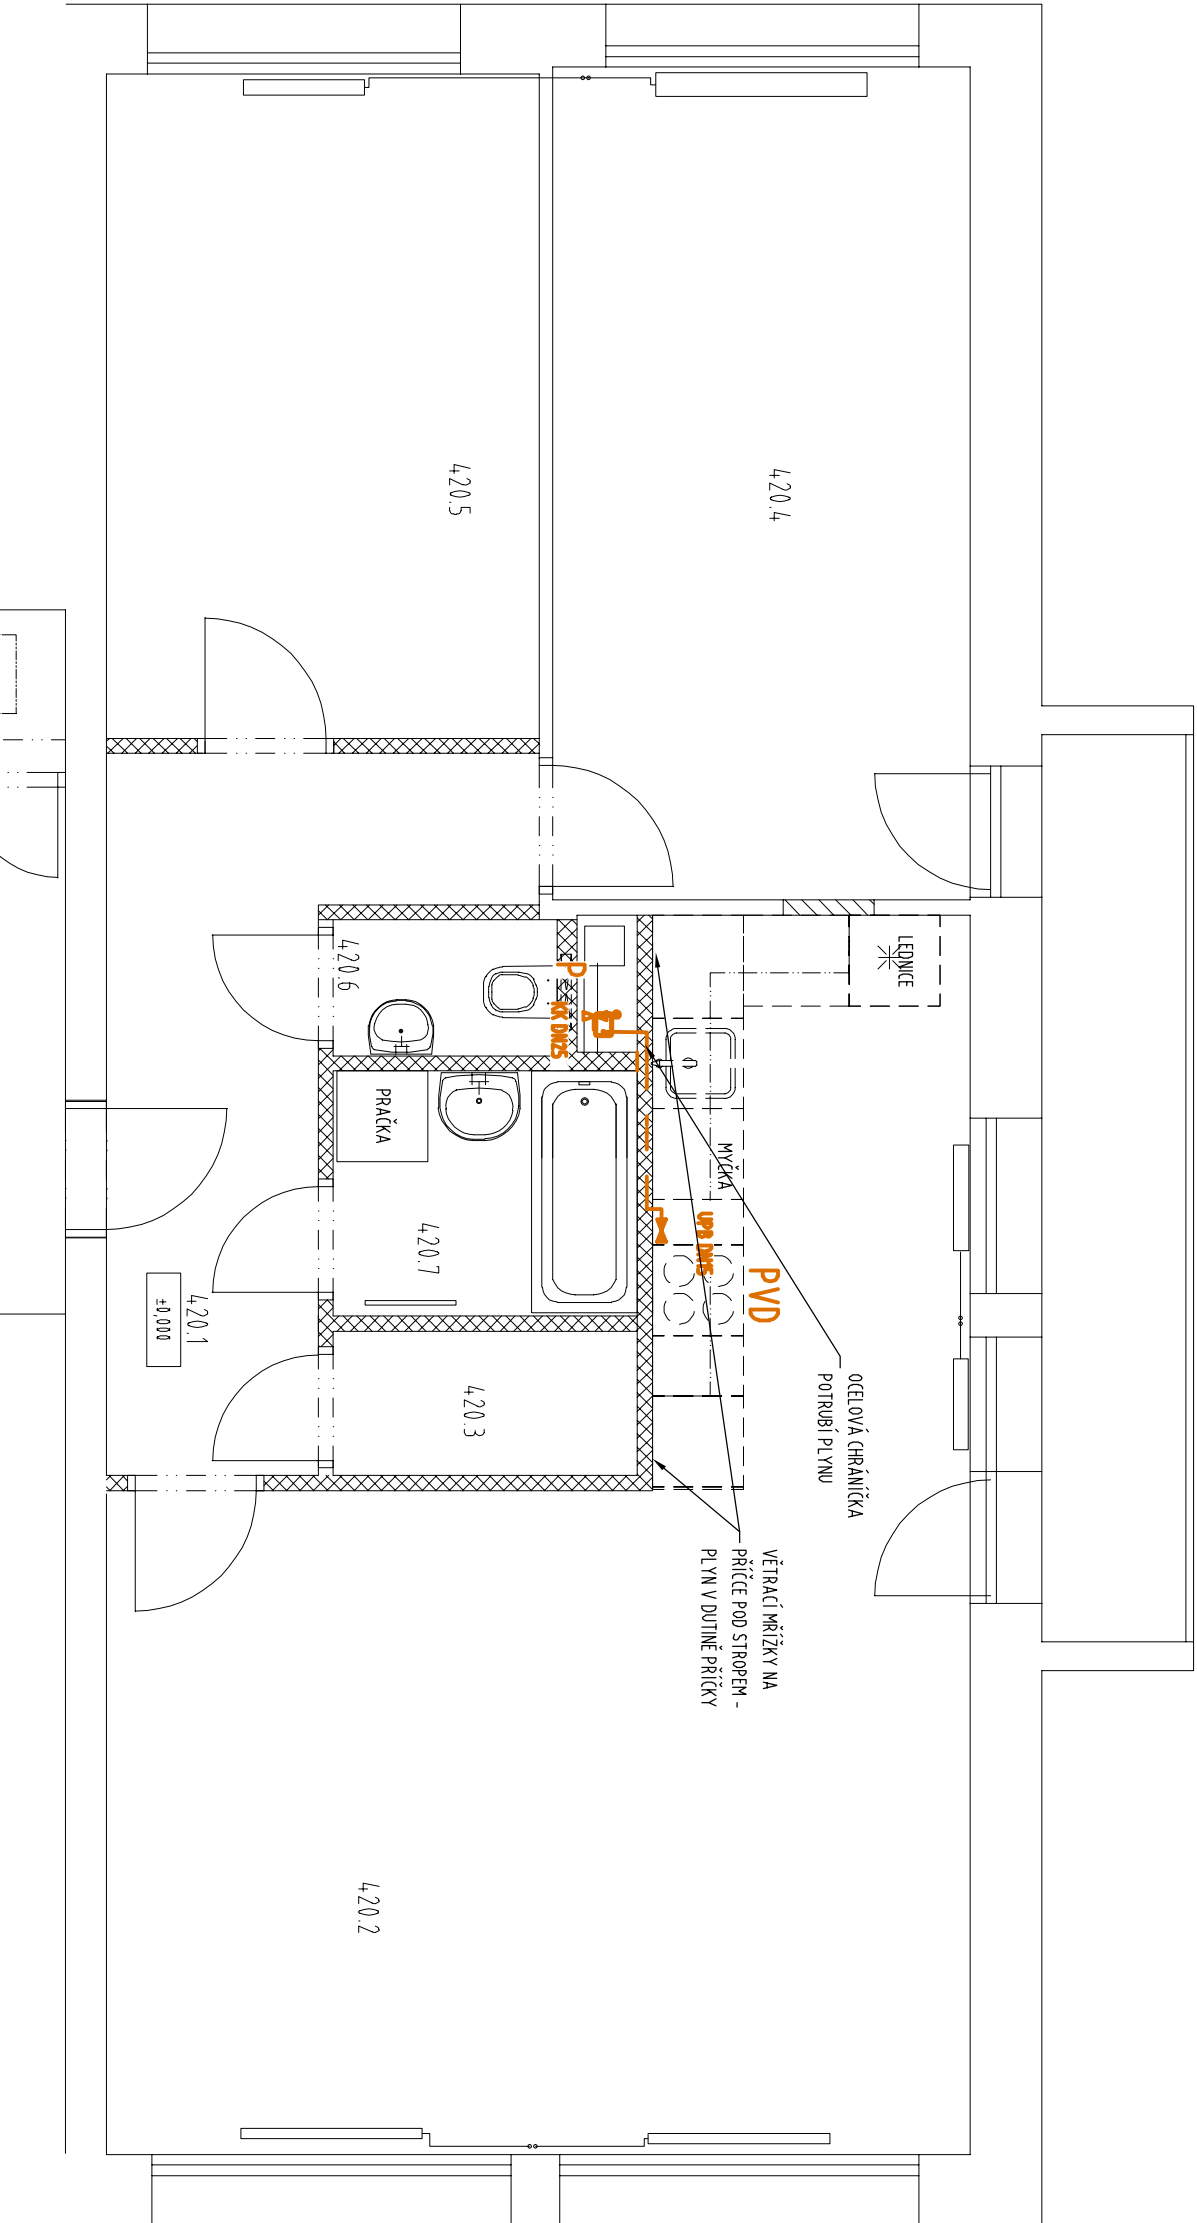 420.4
420.5
LEDNICE
420.6
P
KK DN25
PRAČKA
MYČKA
UPB DN15
PVD
420.7
420.1
±0,000
420.3
OCELOVÁ CHRÁNIČKA
POTRUBÍ PLYNU
VĚTRACÍ MŘÍŽKY NA
PŘÍČCE POD STROPEM -
PLYN V DUTINĚ PŘÍČKY
420.2